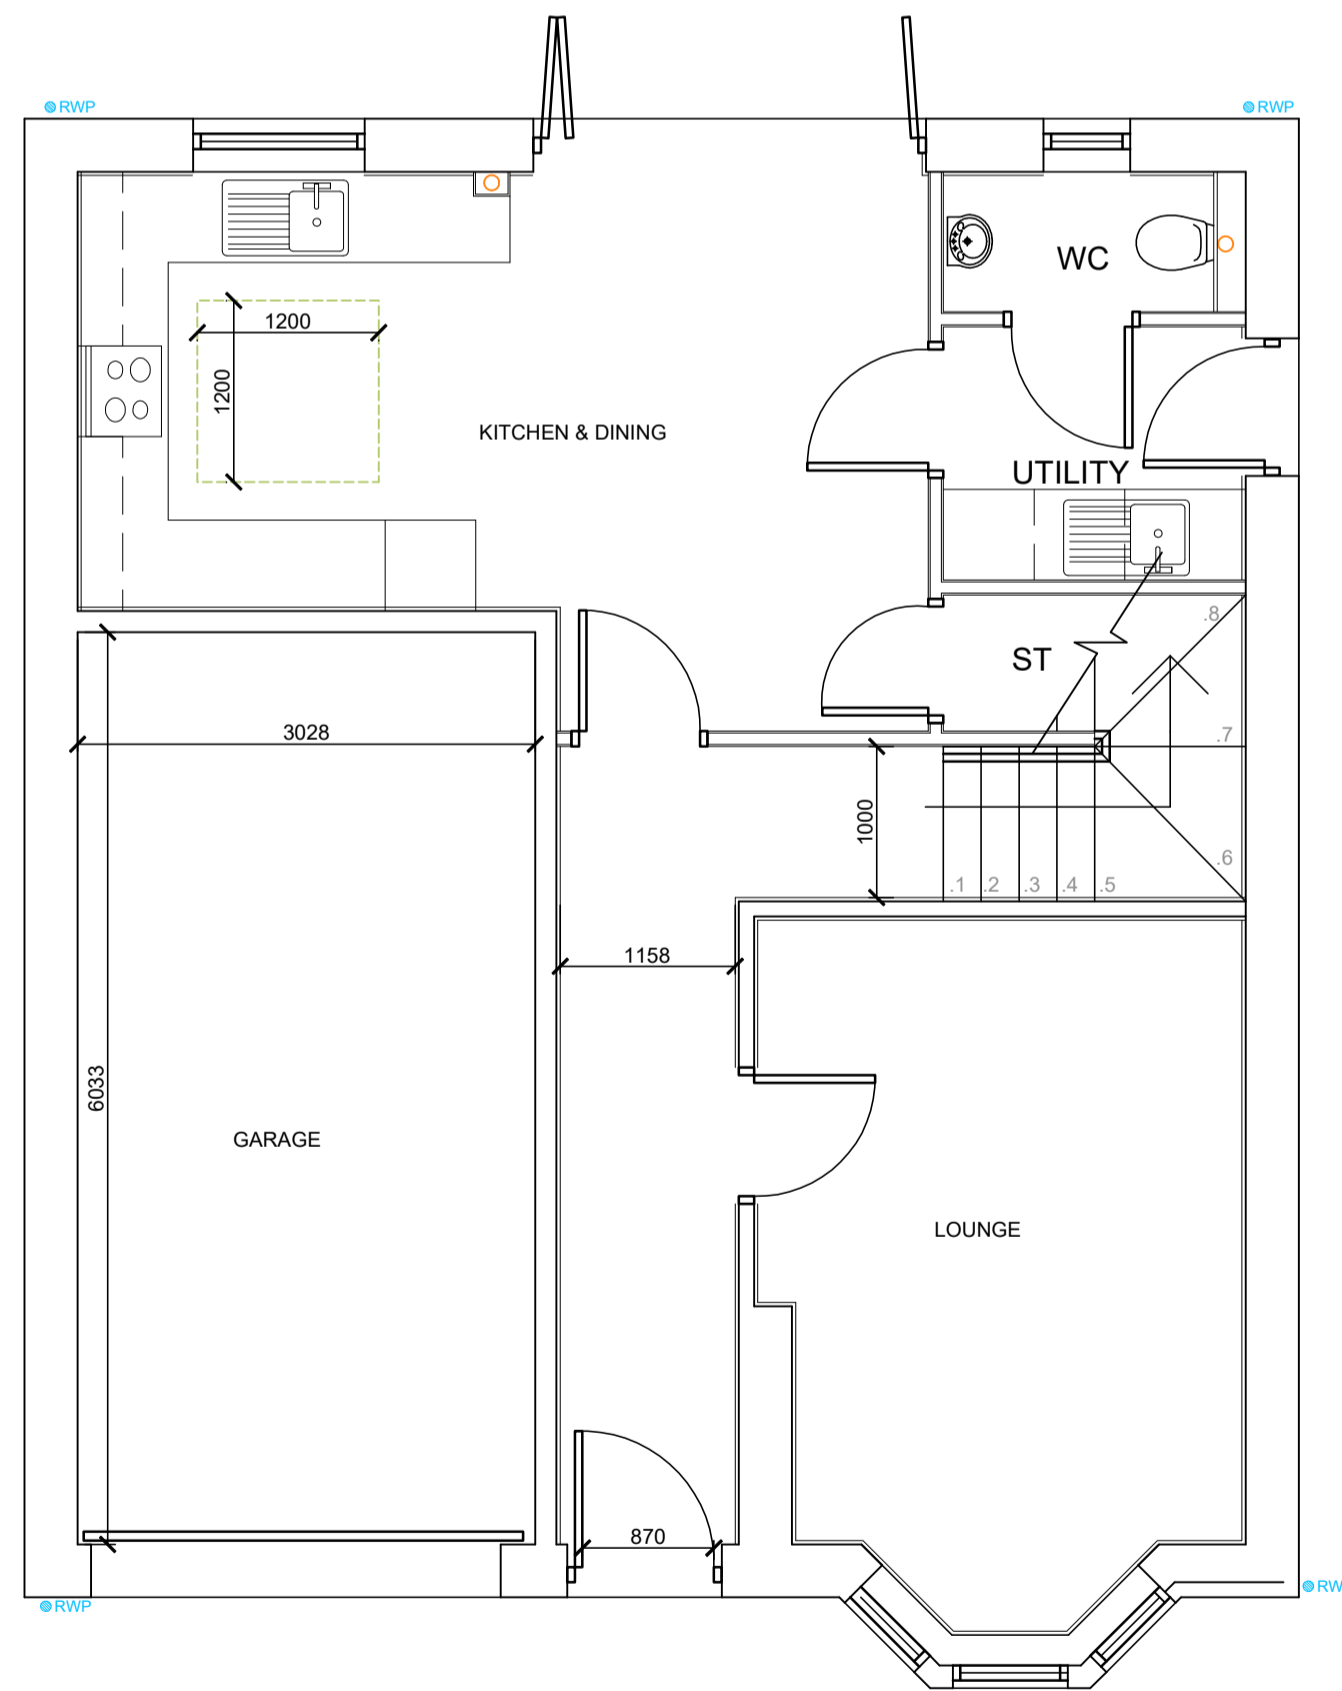 RWP
RWP
WC
1200
1200
KITCHEN & DINING
UTILITY
.8
ST
3028
.7
1000
.6
.1
.2
.3
.4
.5
1158
6033
GARAGE
LOUNGE
870
RW
RWP